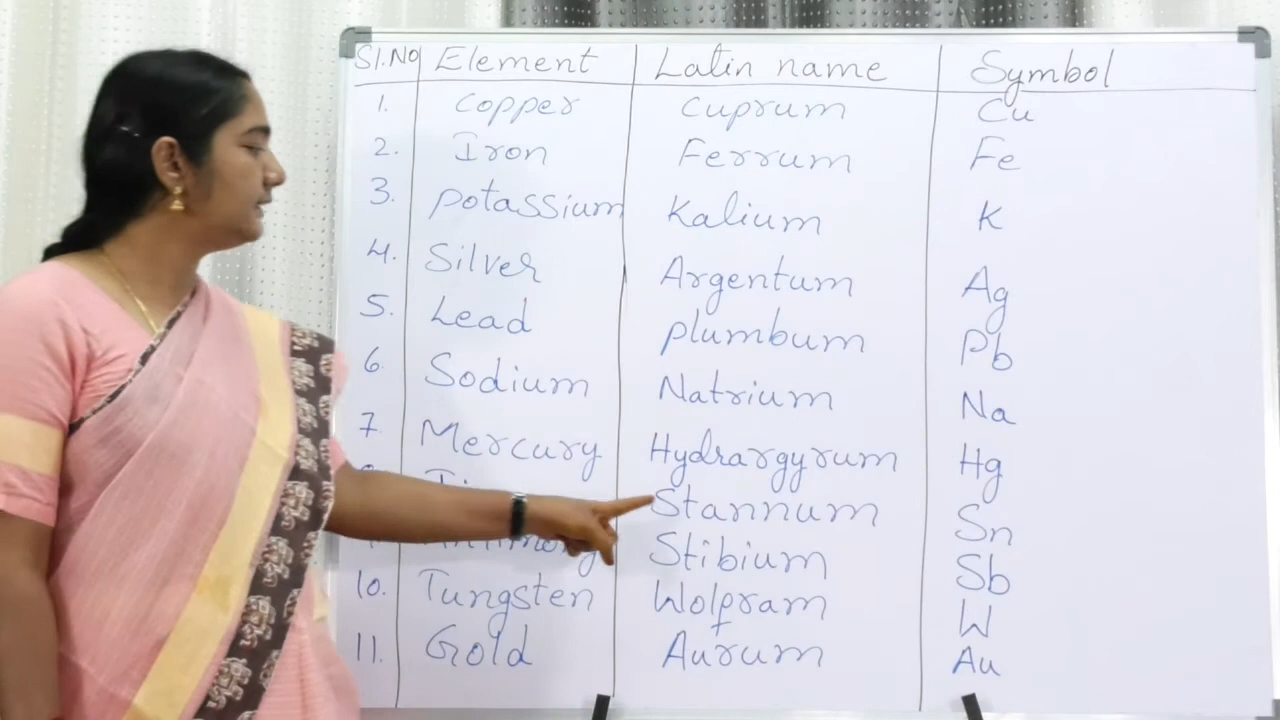 Sl.No Element Latin name Symbol
1. Copper Cuprum Cu
2. Iron Ferrum Fe
3. Potassium Kalium K
4. Silver Argentum Ag
5. Lead Plumbum Pb
6. Sodium Natrium Na
7. Mercury Hydrargyrum Hg
Stannum Sn
Stibium Sb
10. Tungsten Wolfram W
11. Gold Aurum Au